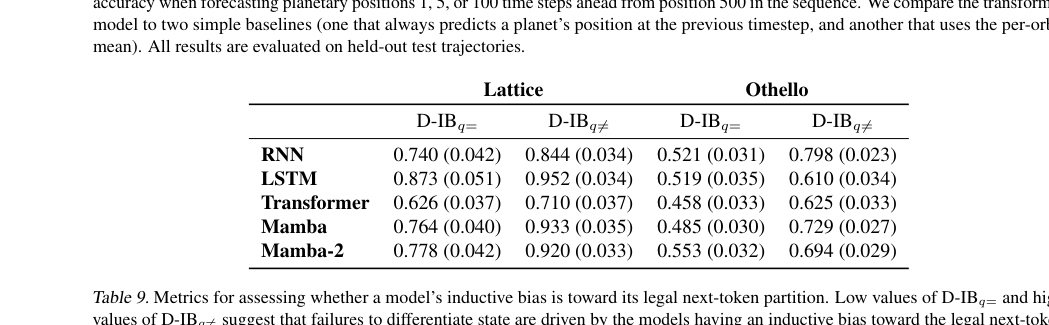 accuracy when forecasting planetary positions 1, 5, or 100 time steps ahead from position 500 in the sequence. We compare the
model to two simple baselines (one that always predicts a planet's position at the previous timestep, and another that uses the
mean). All results are evaluated on held-out test trajectories.
Lattice Othello
D-IB_{q=} D-IB_{q≠} D-IB_{q=} D-IB_{q≠}
RNN 0.740 (0.042) 0.844 (0.034) 0.521 (0.031) 0.798 (0.023)
LSTM 0.873 (0.051) 0.952 (0.034) 0.519 (0.035) 0.610 (0.034)
Transformer 0.626 (0.037) 0.710 (0.037) 0.458 (0.033) 0.625 (0.033)
Mamba 0.764 (0.040) 0.933 (0.035) 0.485 (0.030) 0.729 (0.027)
Mamba-2 0.778 (0.042) 0.920 (0.033) 0.553 (0.032) 0.694 (0.029)
Table 9. Metrics for assessing whether a model's inductive bias is toward its legal next-token partition. Low values of D-IB_{q=} and
values of D-IB_{q≠} suggest that failures to differentiate state are driven by the models having an inductive bias toward the legal